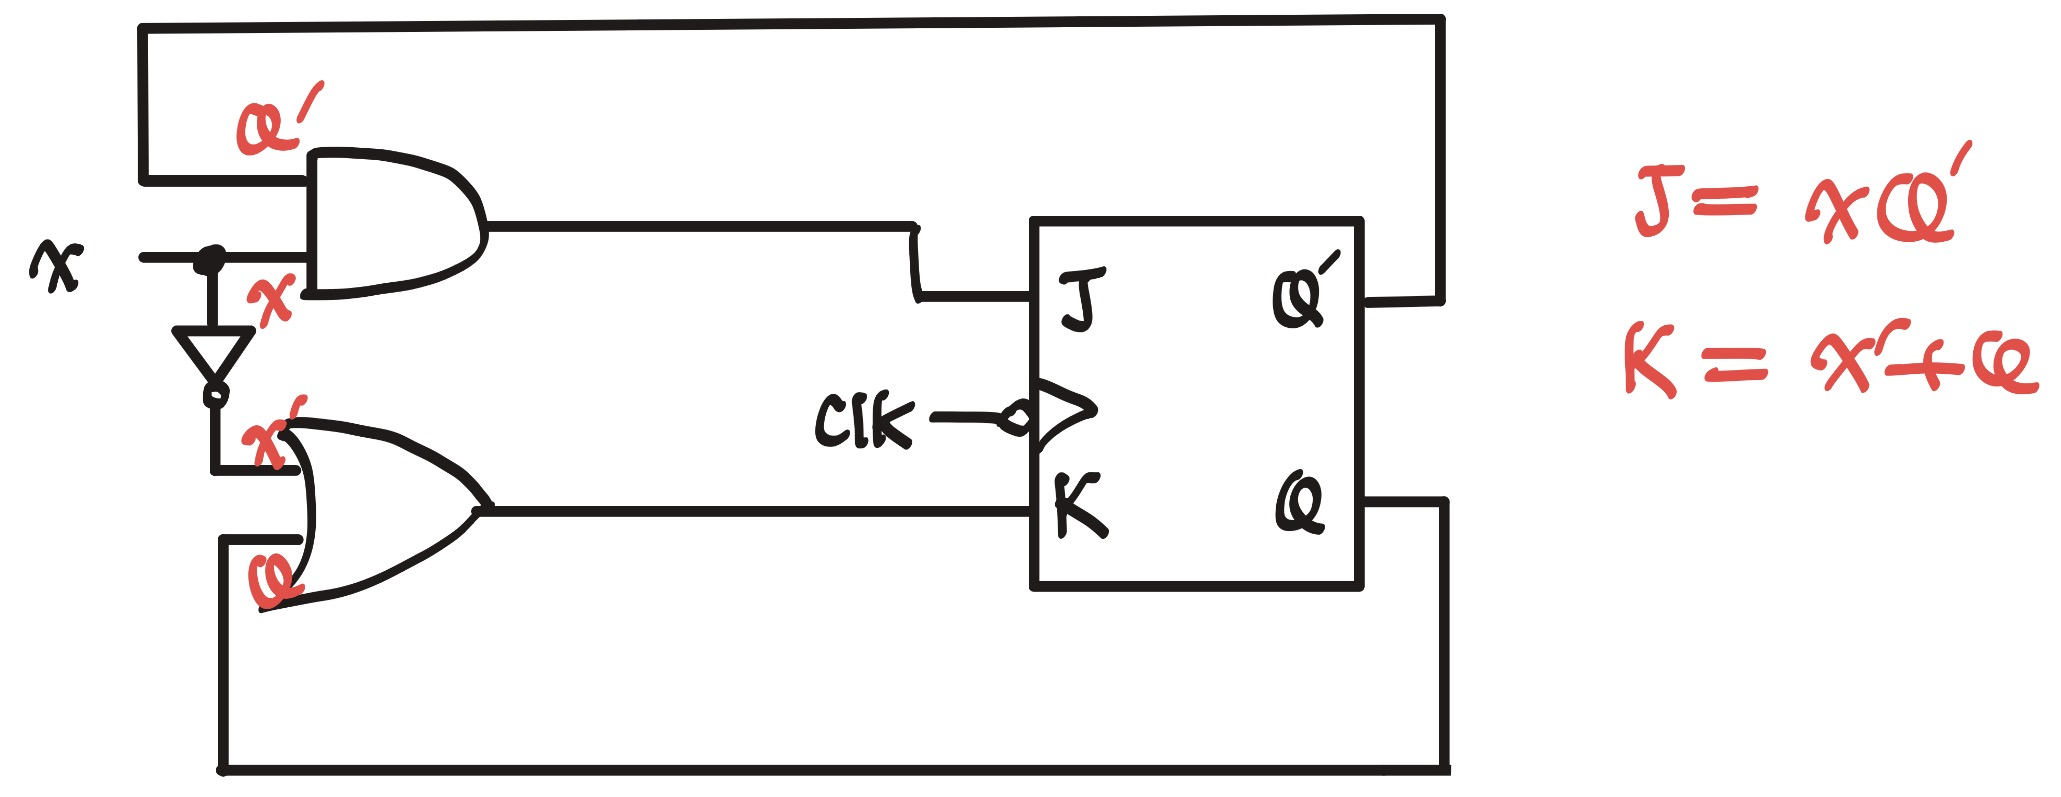 Q'
x
x
J
Q'
J = xQ'
K = x' + Q
x'
Clk
K
Q
Q